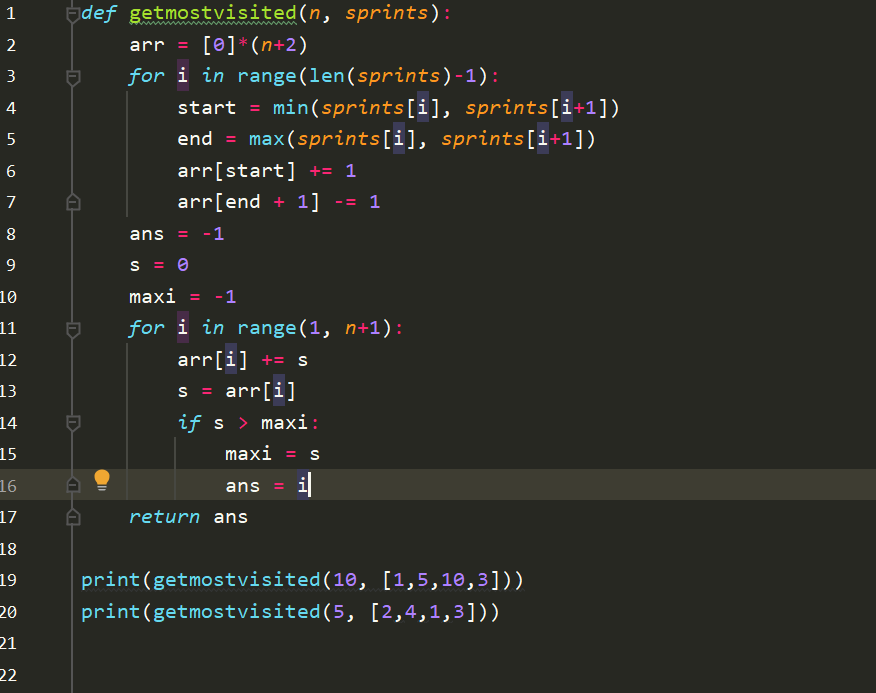 1 def getmostvisited(n, sprints):
2     arr = [0]*(n+2)
3     for i in range(len(sprints)-1):
4         start = min(sprints[i], sprints[i+1])
5         end = max(sprints[i], sprints[i+1])
6         arr[start] += 1
7         arr[end + 1] -= 1
8     ans = -1
9     s = 0
10     maxi = -1
11     for i in range(1, n+1):
12         arr[i] += s
13         s = arr[i]
14         if s > maxi:
15             maxi = s
16             ans = i
17     return ans
18
19 print(getmostvisited(10, [1,5,10,3]))
20 print(getmostvisited(5, [2,4,1,3]))
21
22